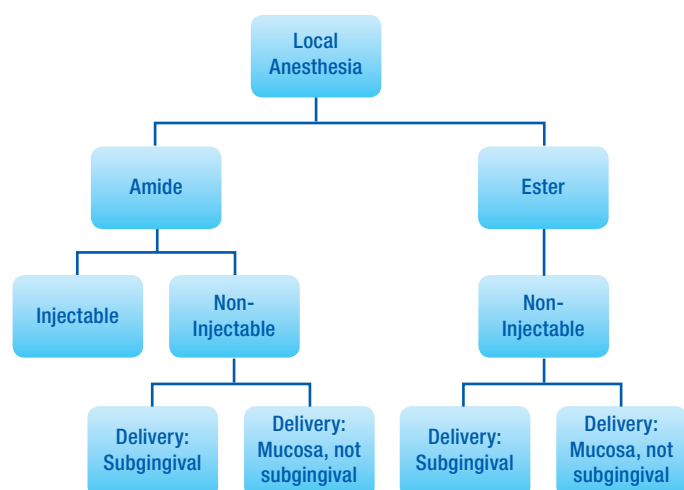 Local
Anesthesia
Amide
Ester
Injectable
Non-
Injectable
Non-
Injectable
Delivery:
Subgingival
Delivery:
Mucosa, not
subgingival
Delivery:
Subgingival
Delivery:
Mucosa, not
subgingival